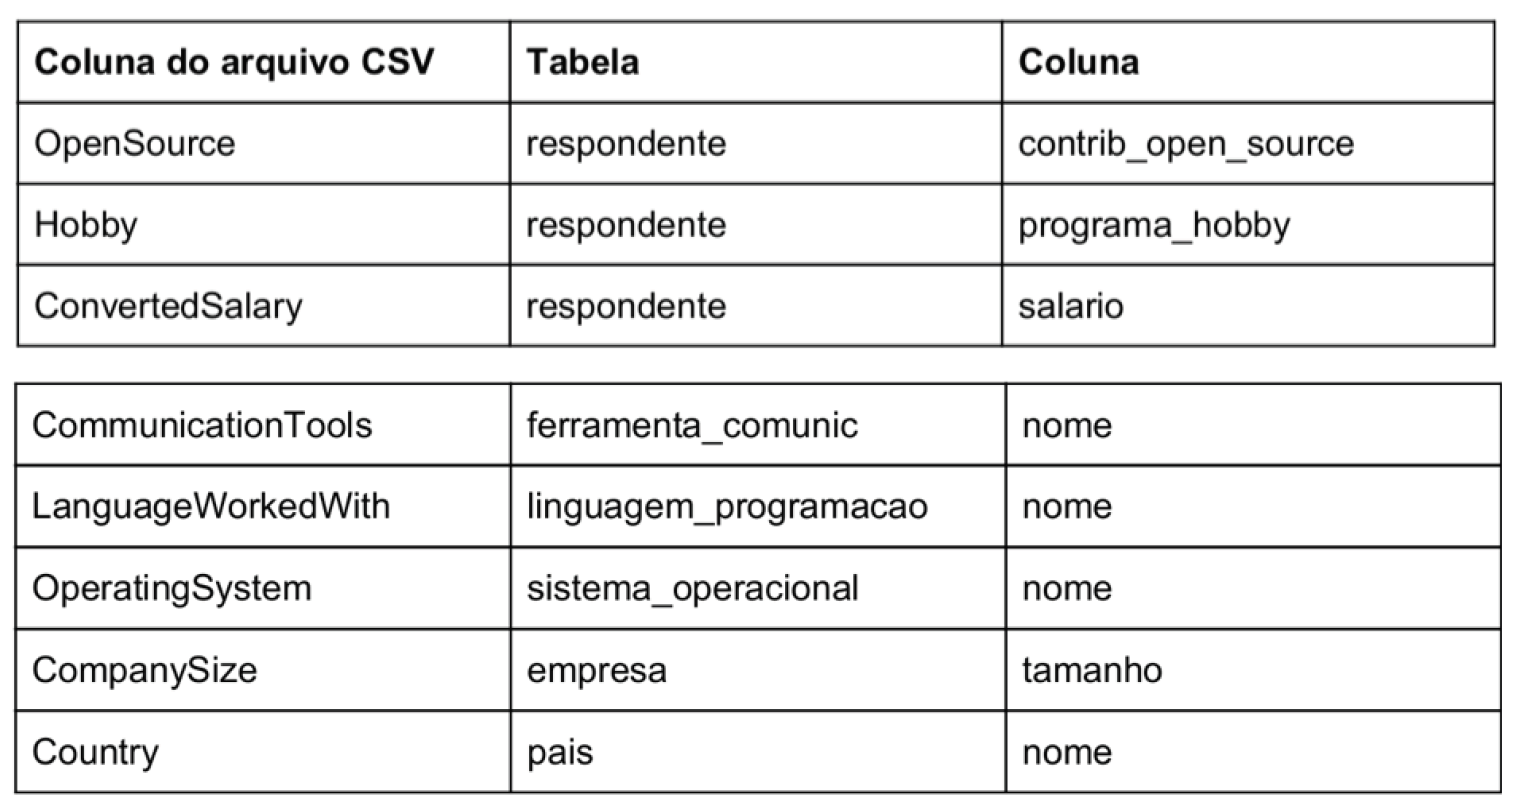 Coluna do arquivo CSV Tabela Coluna
OpenSource respondente contrib_open_source
Hobby respondente programa_hobby
ConvertedSalary respondente salario
CommunicationTools ferramenta_comunic nome
LanguageWorkedWith linguagem_programacao nome
OperatingSystem sistema_operacional nome
CompanySize empresa tamanho
Country pais nome